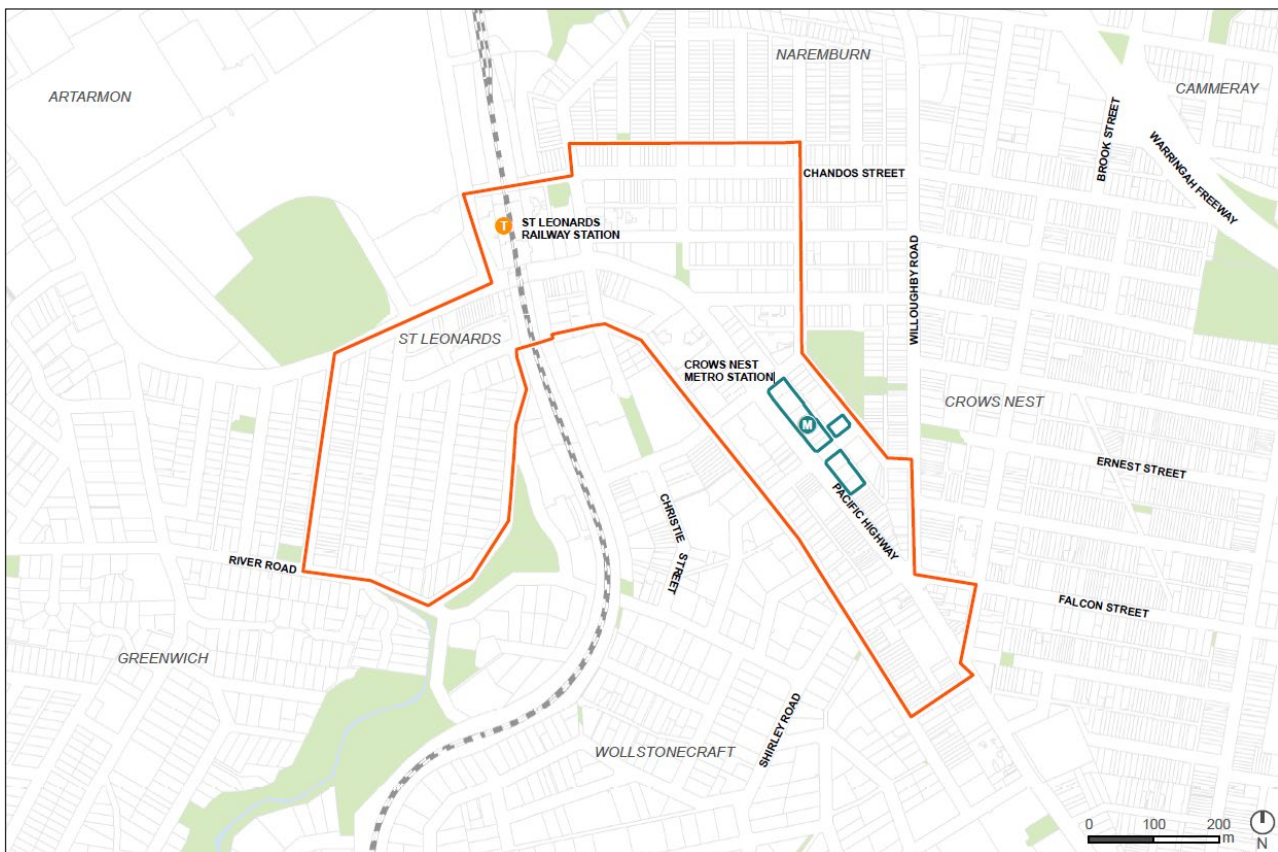 NAREMBURN
CAMMERAY
ARTARMON
BROOK STREET
WARRINGAH FREEWAY
CHANDOS STREET
T
ST LEONARDS
RAILWAY STATION
WILLOUGHBY ROAD
ST LEONARDS
CROWS NEST
METRO STATION
M
CROWS NEST
ERNEST STREET
PACIFIC HIGHWAY
CHRISTIE STREET
RIVER ROAD
FALCON STREET
GREENWICH
SHIRLEY ROAD
WOLLSTONECRAFT
0 100 200
m
N